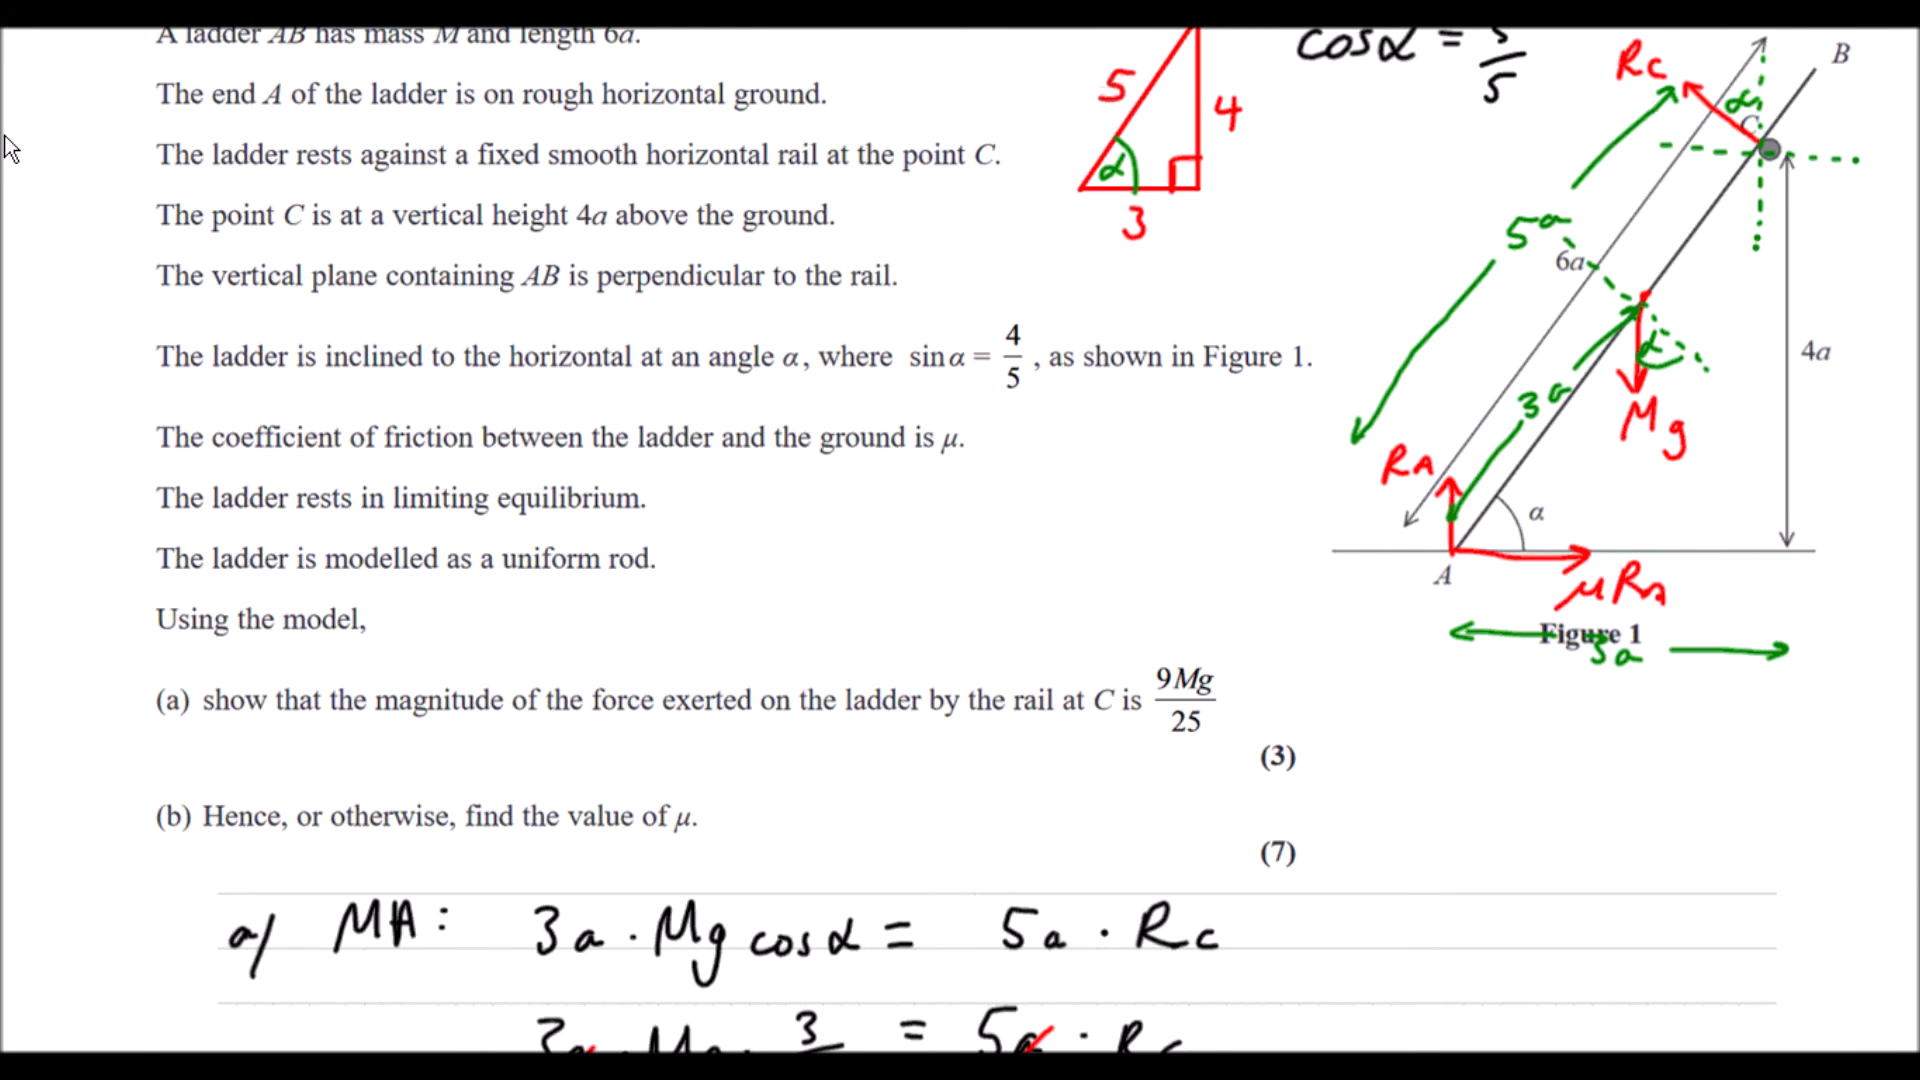 A ladder AB has mass M and length 6a.
The end A of the ladder is on rough horizontal ground.
The ladder rests against a fixed smooth horizontal rail at the point C.
The point C is at a vertical height 4a above the ground.
The vertical plane containing AB is perpendicular to the rail.
The ladder is inclined to the horizontal at an angle α, where sin α = 4/5, as shown in Figure 1.
The coefficient of friction between the ladder and the ground is μ.
The ladder rests in limiting equilibrium.
The ladder is modelled as a uniform rod.
Using the model,
(a) show that the magnitude of the force exerted on the ladder by the rail at C is 9Mg/25
(3)
(b) Hence, or otherwise, find the value of μ.
(7)
5
4
α
3
cos α = 3/5
Rc
α
C
B
5a
6a
4a
α
3a
Mg
RA
α
A
μRA
Figure 1
3a
a/ MA: 3a · Mg cos α = 5a · Rc
3a · Mg · 3 = 5a · Rc